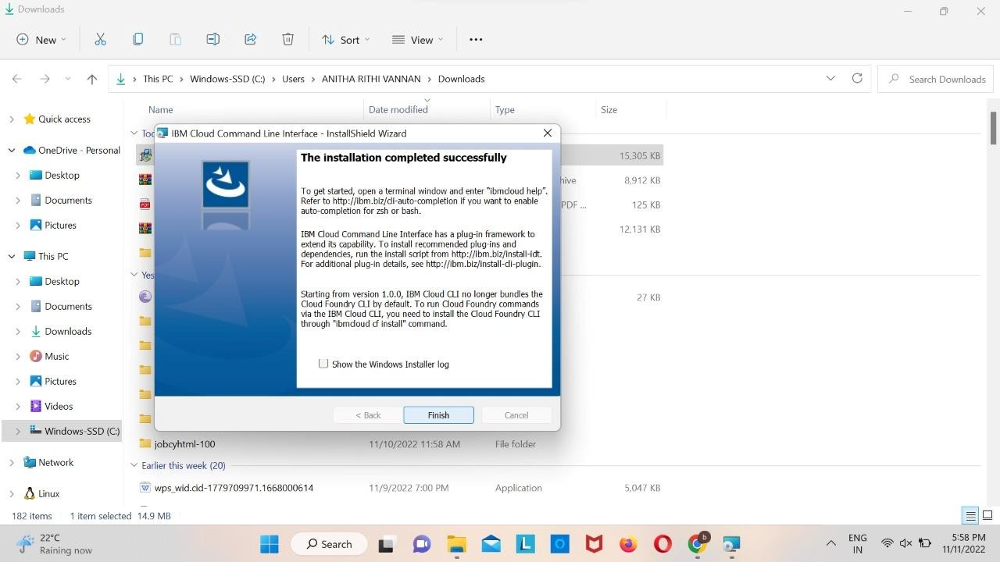 Downloads
New
Sort
View
This PC > Windows-SSD (C:) > Users > ANITHA RITHI VANNAN > Downloads
Search Downloads
Name Date modified Type Size
Quick access
OneDrive - Personal
Desktop
Documents
Pictures
This PC
Desktop
Documents
Downloads
Music
Pictures
Videos
Windows-SSD (C:)
Network
Linux
15,305 KB
8,912 KB
PDF ... 125 KB
12,131 KB
Yes
27 KB
IBM Cloud Command Line Interface - InstallShield Wizard
The installation completed successfully
To get started, open a terminal window and enter "ibmcloud help".
Refer to http://ibm.biz/cli-auto-completion if you want to enable
auto-completion for zsh or bash.
IBM Cloud Command Line Interface has a plug-in framework to
extend its capability. To install recommended plug-ins and
dependencies, run the install script from http://ibm.biz/install-idt.
For additional plug-in details, see http://ibm.biz/install-cli-plugin.
Starting from version 1.0.0, IBM Cloud CLI no longer bundles the
Cloud Foundry CLI by default. To run Cloud Foundry commands
via the IBM Cloud CLI, you need to install the Cloud Foundry CLI
through "ibmcloud cf install" command.
Show the Windows Installer log
< Back Finish Cancel
jobcyhtml-100 11/10/2022 11:58 AM File folder
Earlier this week (20)
wps_wid.cid-1779709971.1668000614 11/9/2022 7:00 PM Application 5,047 KB
182 items 1 item selected 14.9 MB
22°C
Raining now
Search
b
ENG
IN
5:58 PM
11/11/2022